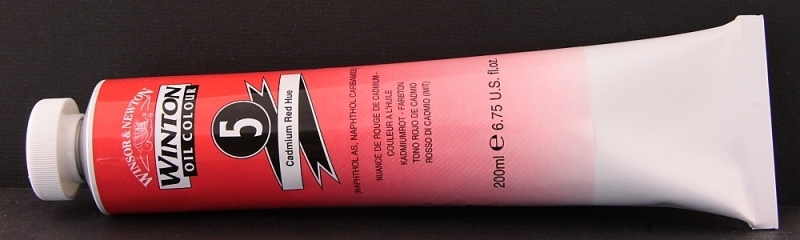 WINSOR & NEWTON
WINTON
OIL COLOUR
5
Cadmium Red Hue
(NAPHTHOL AS, NAPHTHOL CARBAMIDE)
NUANCE DE ROUGE DE CADMIUM-
COULEUR A L'HUILE
KADMIUMROT - FARBTON
TONO ROJO DE CADMIO
ROSSO DI CADMIO (IMIT)
200ml ℮ 6.75 U.S. fl.oz